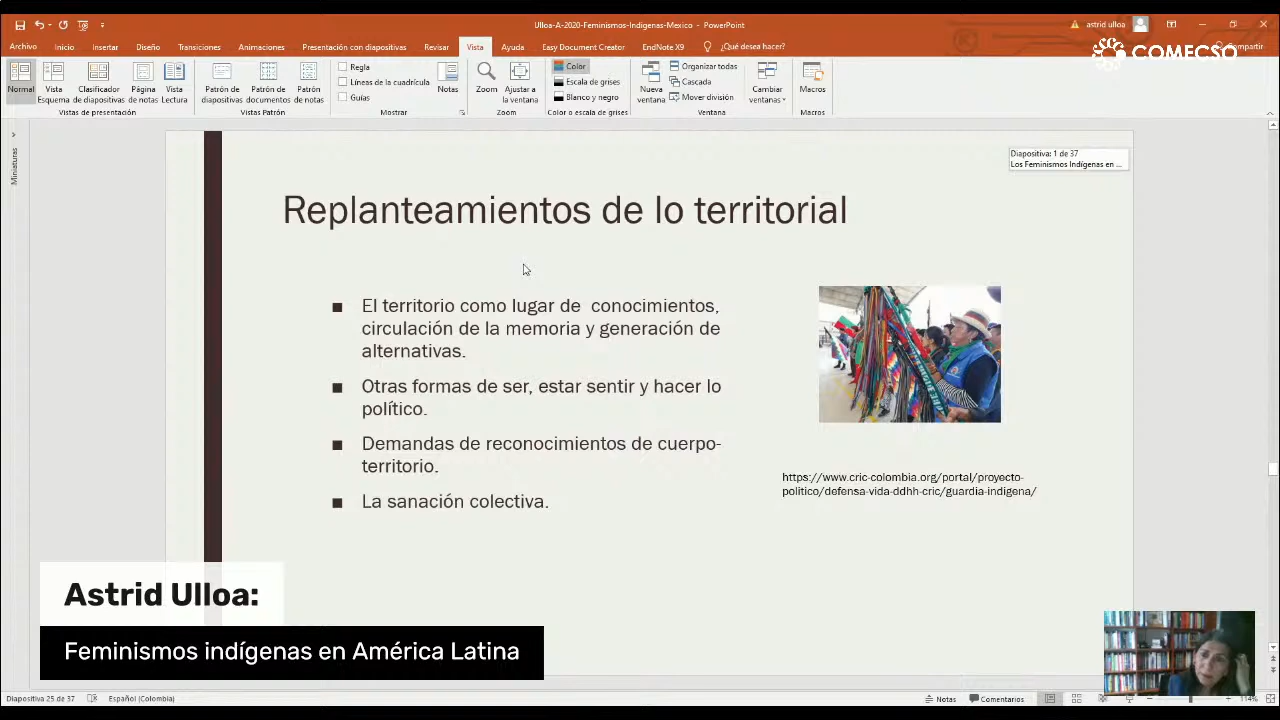 Ulloa-A-2020-Feminismos-Indigenas-Mexico - PowerPoint
astrid ulloa
Archivo Inicio Insertar Diseño Transiciones Animaciones Presentación con diapositivas Revisar Vista Ayuda Easy Document Creator EndNote X9 ¿Qué desea hacer? Compartir
COMECSO
Normal
Vista Esquema
Clasificador de diapositivas
Página de notas
Vista Lectura
Vistas de presentación
Patrón de diapositivas
Patrón de documentos
Patrón de notas
Vistas Patrón
Regla
Líneas de la cuadrícula
Guías
Mostrar
Notas
Zoom
Ajustar a la ventana
Zoom
Color
Escala de grises
Blanco y negro
Color o escala de grises
Nueva ventana
Organizar todas
Cascada
Mover división
Ventana
Cambiar ventanas
Macros
Macros
Miniaturas
Diapositiva: 1 de 37
Los Feminismos Indígenas en ...
Replanteamientos de lo territorial
■ El territorio como lugar de conocimientos,
circulación de la memoria y generación de
alternativas.
■ Otras formas de ser, estar sentir y hacer lo
político.
■ Demandas de reconocimientos de cuerpo-
territorio.
■ La sanación colectiva.
https://www.cric-colombia.org/portal/proyecto-
politico/defensa-vida-ddhh-cric/guardia-indigena/
Astrid Ulloa:
Feminismos indígenas en América Latina
Diapositiva 25 de 37 Español (Colombia) Notas Comentarios 114%